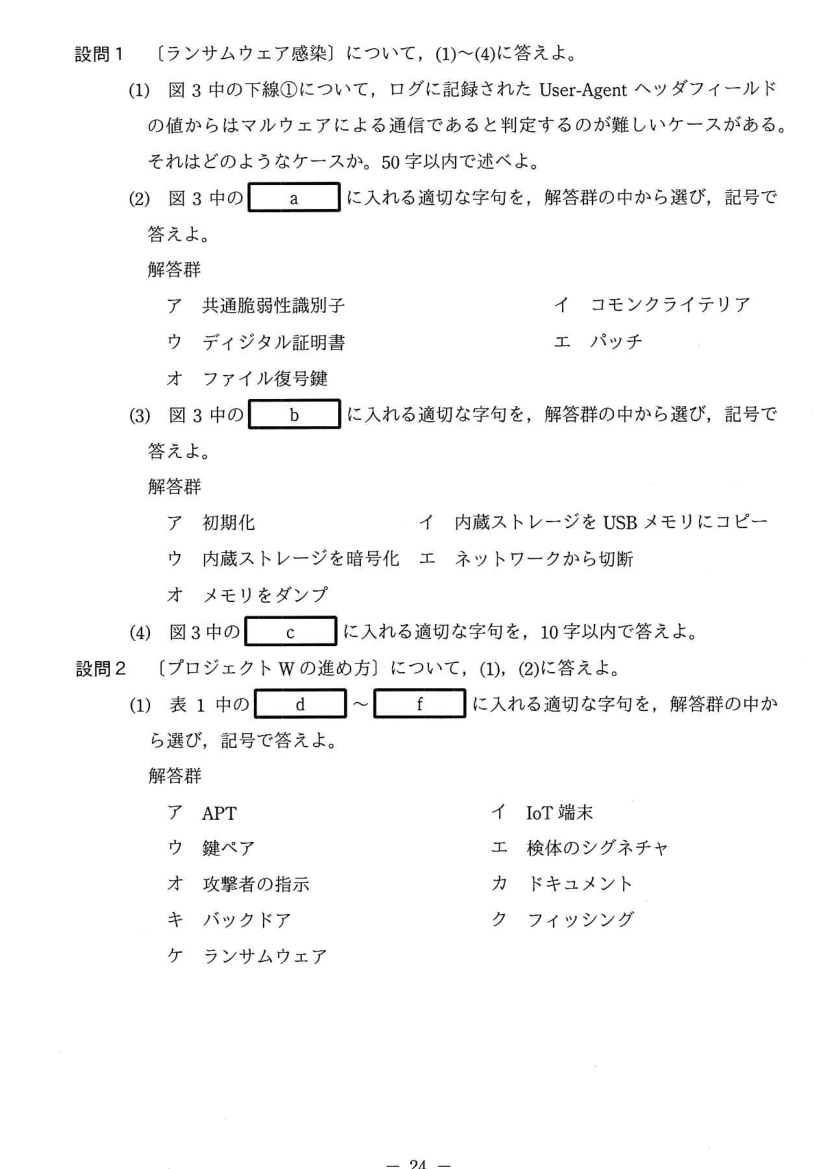 設問1 〔ランサムウェア感染〕について，(1)～(4)に答えよ。
(1) 図 3 中の下線①について，ログに記録された User-Agent ヘッダフィールド
の値からはマルウェアによる通信であると判定するのが難しいケースがある。
それはどのようなケースか。50 字以内で述べよ。
(2) 図 3 中の a に入れる適切な字句を，解答群の中から選び，記号で
答えよ。
解答群
ア 共通脆弱性識別子 イ コモンクライテリア
ウ ディジタル証明書 エ パッチ
オ ファイル復号鍵
(3) 図 3 中の b に入れる適切な字句を，解答群の中から選び，記号で
答えよ。
解答群
ア 初期化 イ 内蔵ストレージを USB メモリにコピー
ウ 内蔵ストレージを暗号化 エ ネットワークから切断
オ メモリをダンプ
(4) 図 3 中の c に入れる適切な字句を，10 字以内で答えよ。
設問2 〔プロジェクト W の進め方〕について，(1)，(2)に答えよ。
(1) 表 1 中の d ～ f に入れる適切な字句を，解答群の中か
ら選び，記号で答えよ。
解答群
ア APT イ IoT 端末
ウ 鍵ペア エ 検体のシグネチャ
オ 攻撃者の指示 カ ドキュメント
キ バックドア ク フィッシング
ケ ランサムウェア
－ 24 －